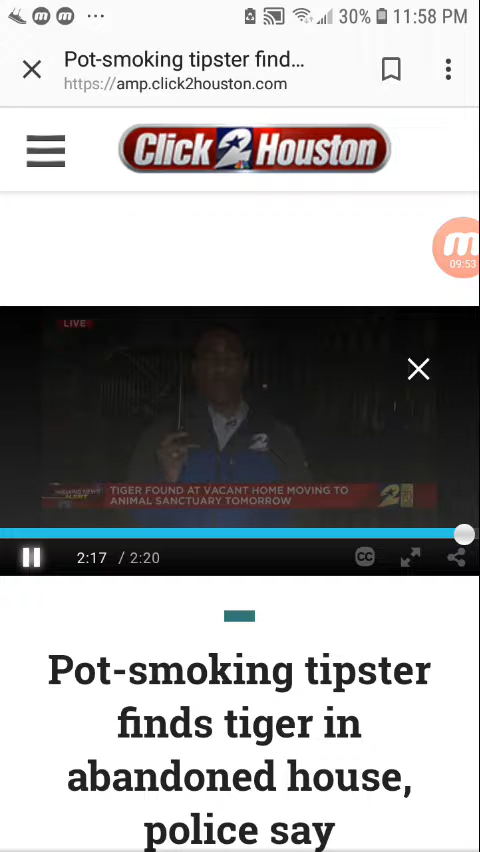 30% 11:58 PM
Pot-smoking tipster find...
https://amp.click2houston.com
Click 2 Houston
m
09:53
LIVE
TIGER FOUND AT VACANT HOME MOVING TO
ANIMAL SANCTUARY TOMORROW
2:17 / 2:20
CC
Pot-smoking tipster
finds tiger in
abandoned house,
police say